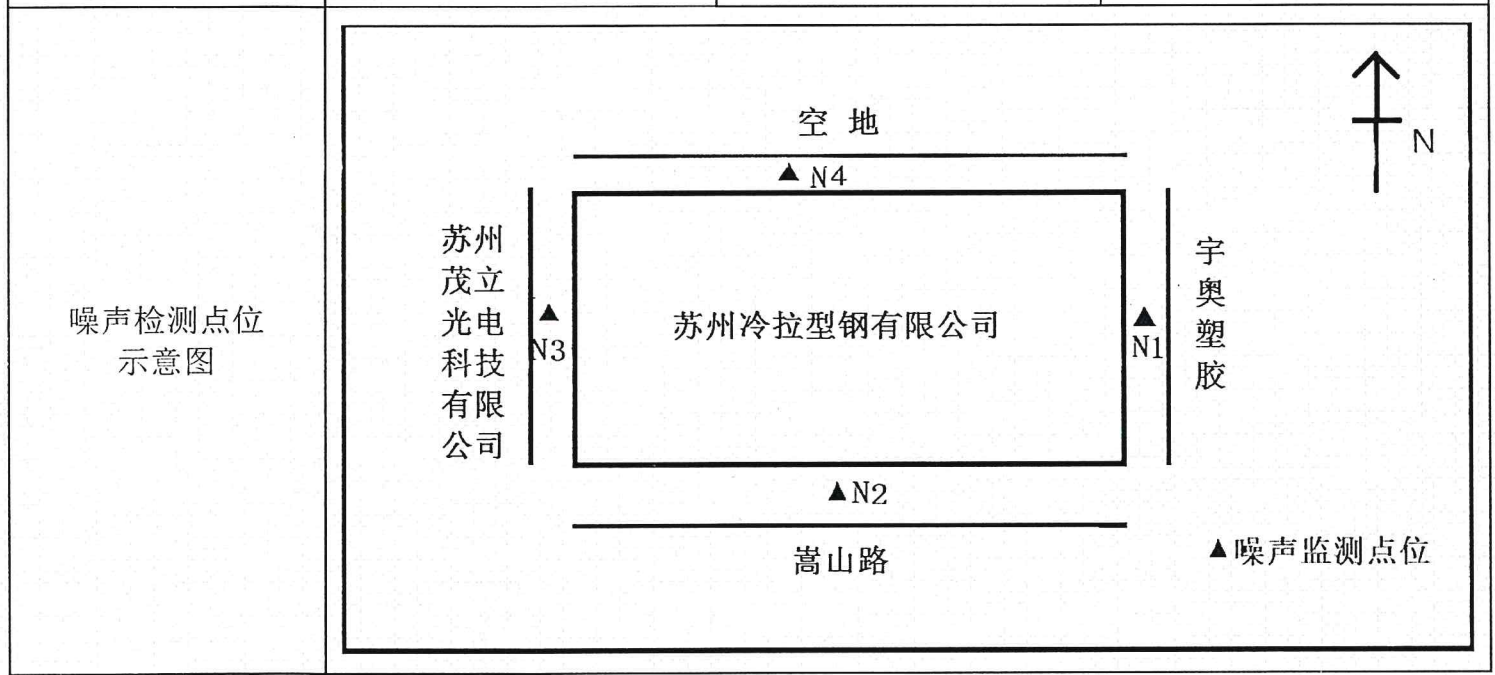 噪声检测点位
示意图
空 地
N
▲ N4
苏州
茂立
光电
科技
有限
公司
▲
N3
苏州冷拉型钢有限公司
▲
N1
宇
奥
塑
胶
▲N2
嵩山路
▲噪声监测点位